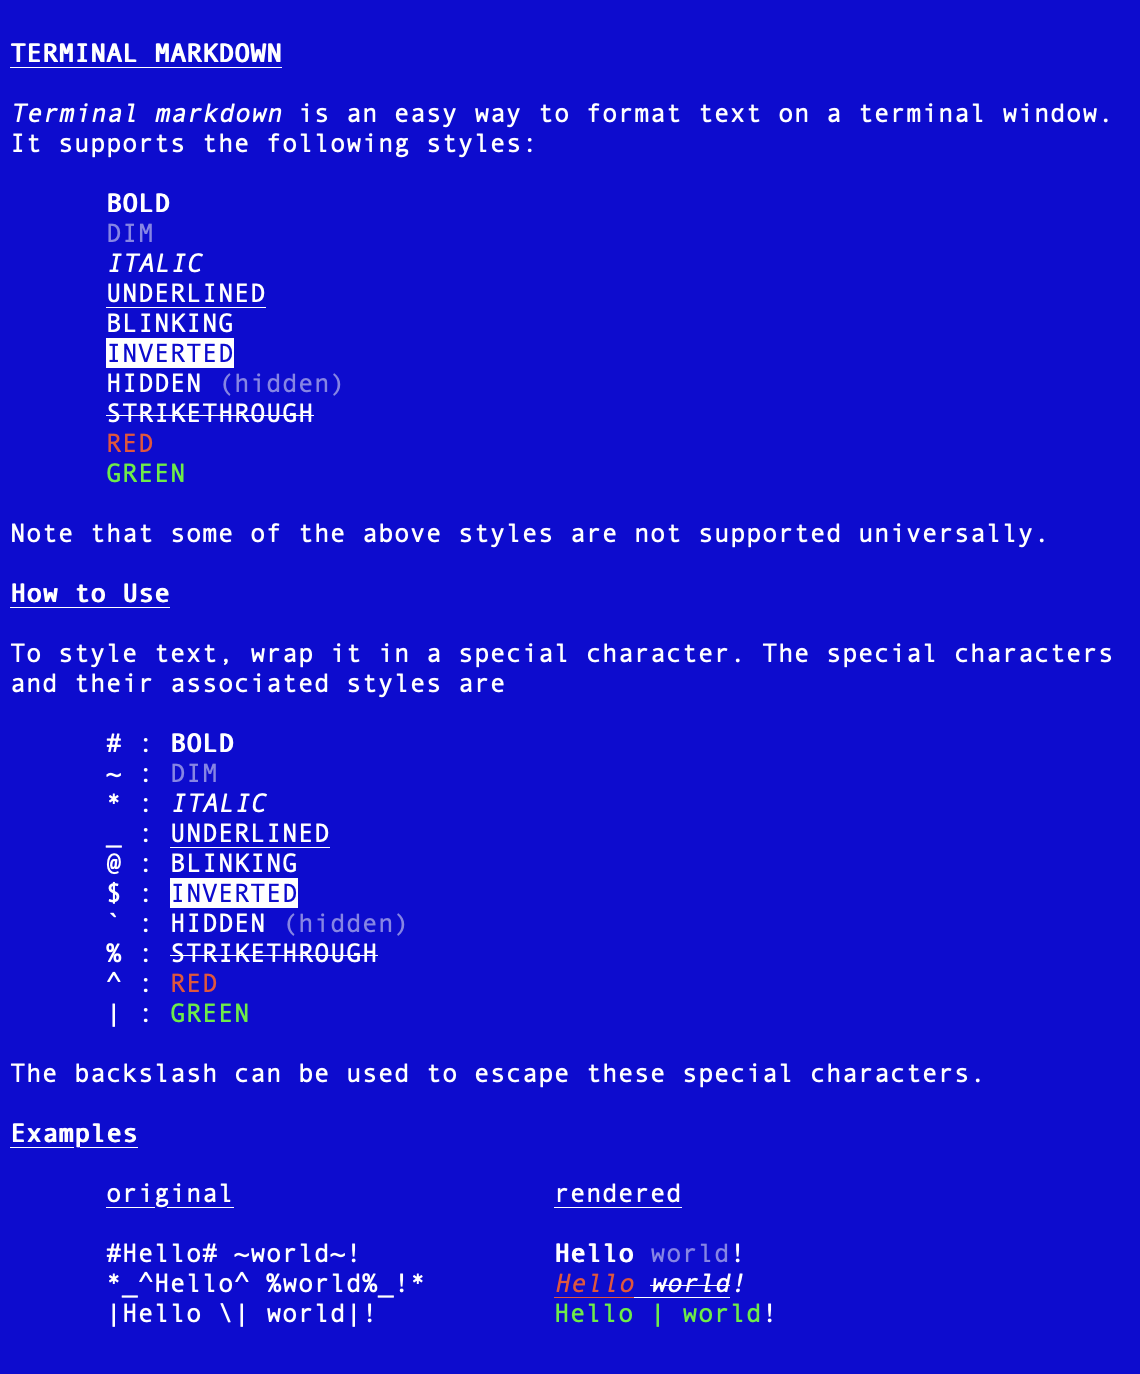 TERMINAL MARKDOWN
Terminal markdown is an easy way to format text on a terminal window.
It supports the following styles:
BOLD
DIM
ITALIC
UNDERLINED
BLINKING
INVERTED
HIDDEN (hidden)
STRIKETHROUGH
RED
GREEN
Note that some of the above styles are not supported universally.
How to Use
To style text, wrap it in a special character. The special characters
and their associated styles are
# : BOLD
~ : DIM
* : ITALIC
_ : UNDERLINED
@ : BLINKING
$ : INVERTED
` : HIDDEN (hidden)
% : STRIKETHROUGH
^ : RED
| : GREEN
The backslash can be used to escape these special characters.
Examples
original rendered
#Hello# ~world~! Hello world!
*_^Hello^ %world%_!* Hello world!
|Hello \| world|! Hello | world!